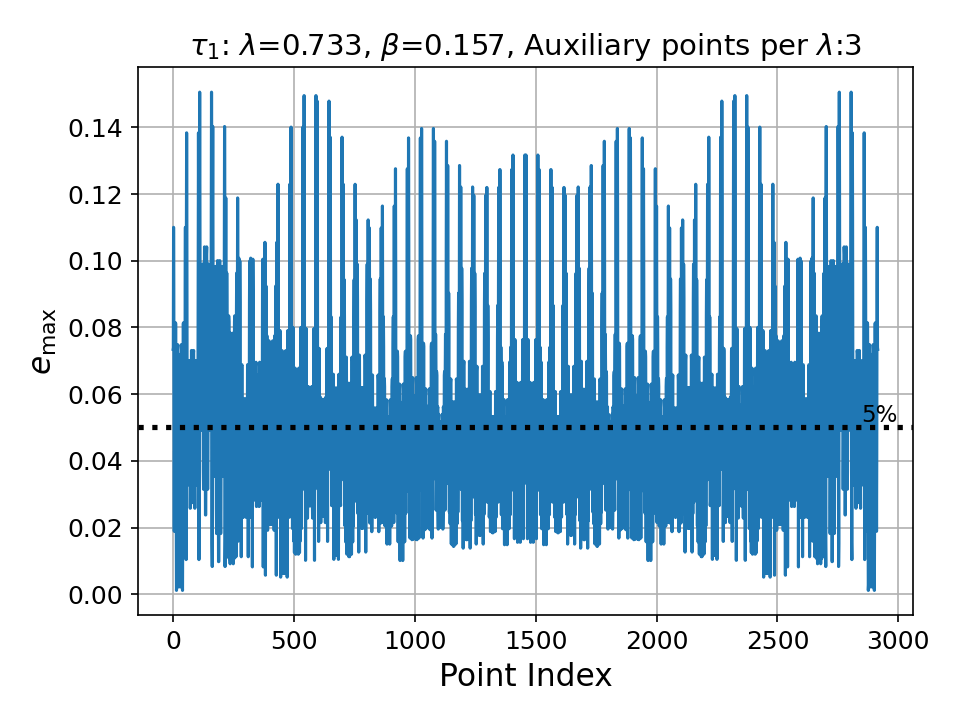 τ₁: λ=0.733, β=0.157, Auxiliary points per λ:3
0.14
0.12
0.10
0.08
0.06
0.04
0.02
0.00
e_max
5%
0 500 1000 1500 2000 2500 3000
Point Index